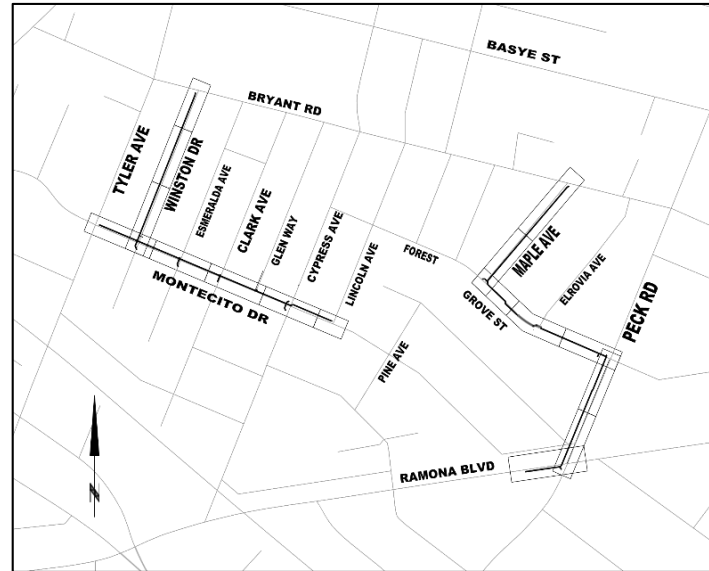 BASYE ST
BRYANT RD
TYLER AVE
WINSTON DR
ESMERALDA AVE
CLARK AVE
GLEN WAY
CYPRESS AVE
LINCOLN AVE
FOREST
GROVE ST
MAPLE AVE
ELROVIA AVE
PECK RD
MONTECITO DR
PINE AVE
RAMONA BLVD
N